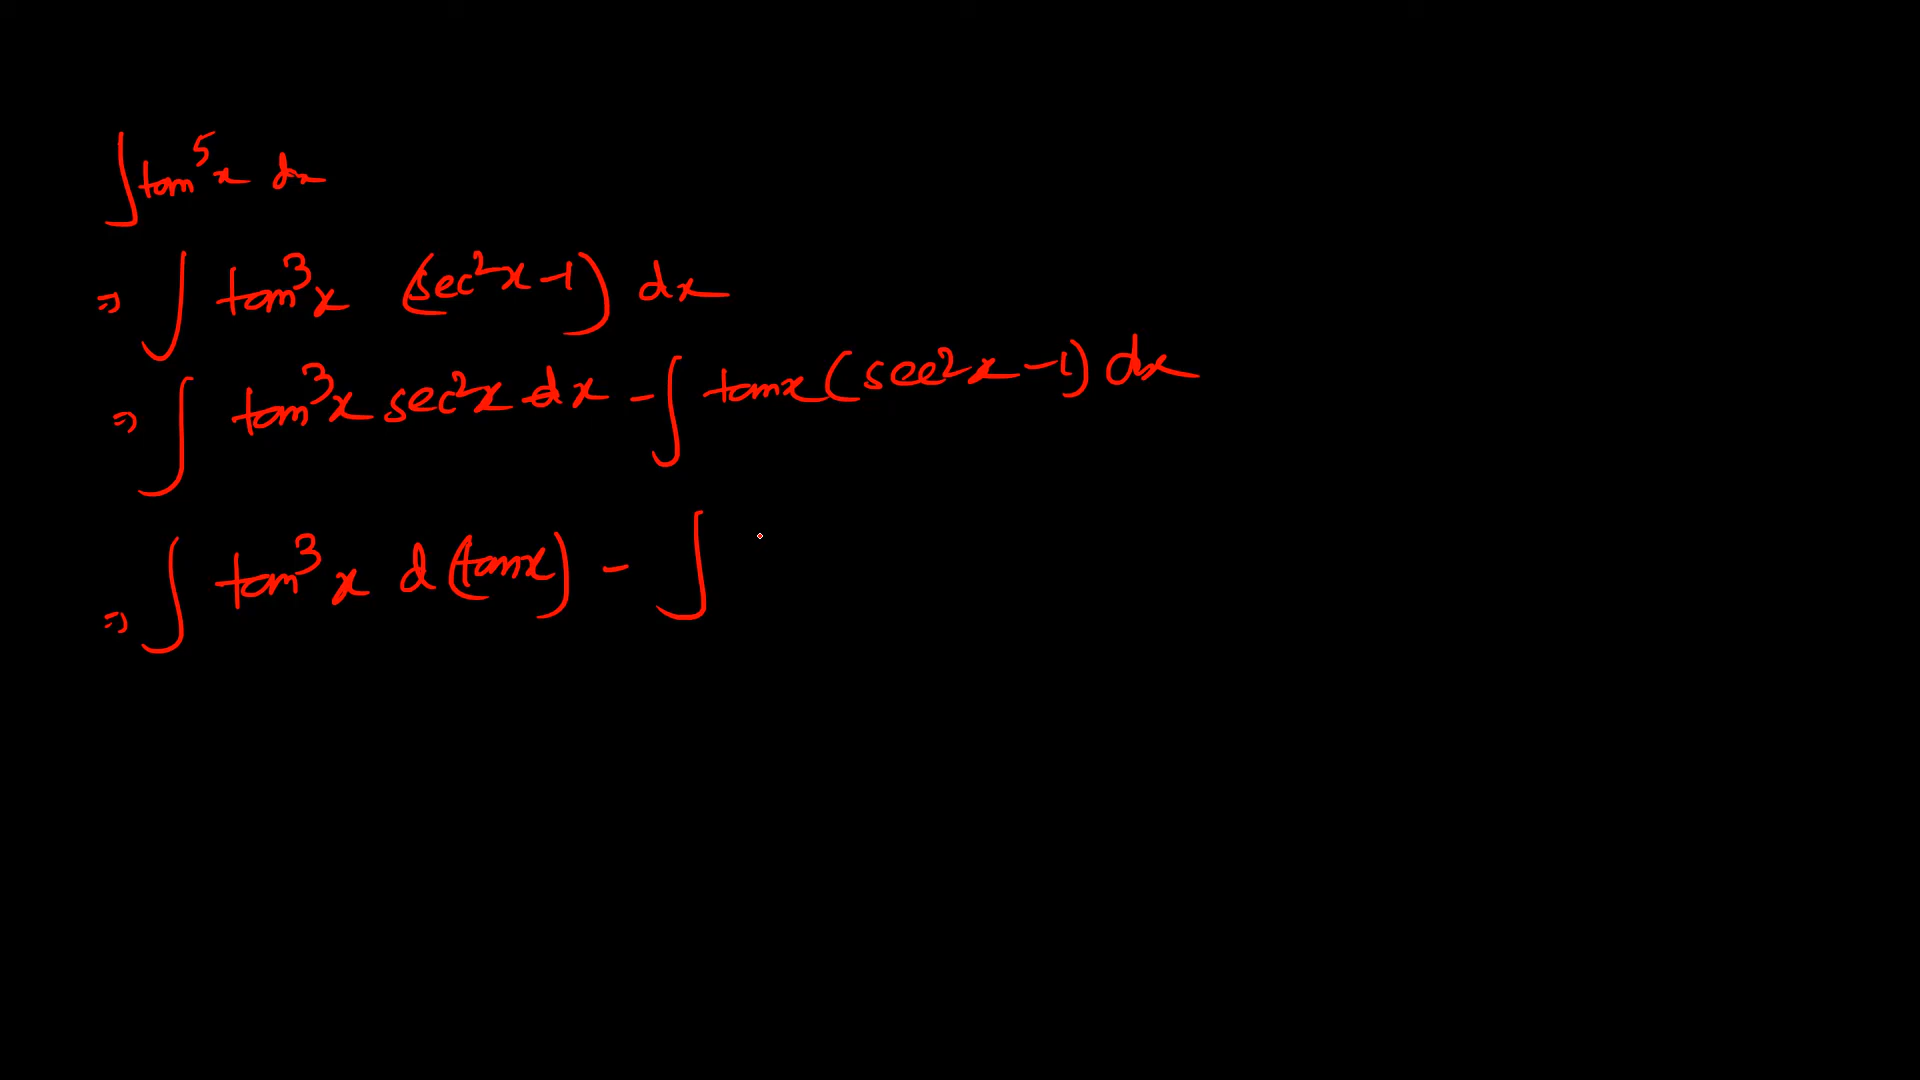 ∫tan⁵x dx
⇒ ∫ tan³x (sec²x-1) dx
⇒ ∫ tan³x sec²x dx - ∫ tanx (sec²x-1) dx
⇒ ∫ tan³x d(tanx) - ∫